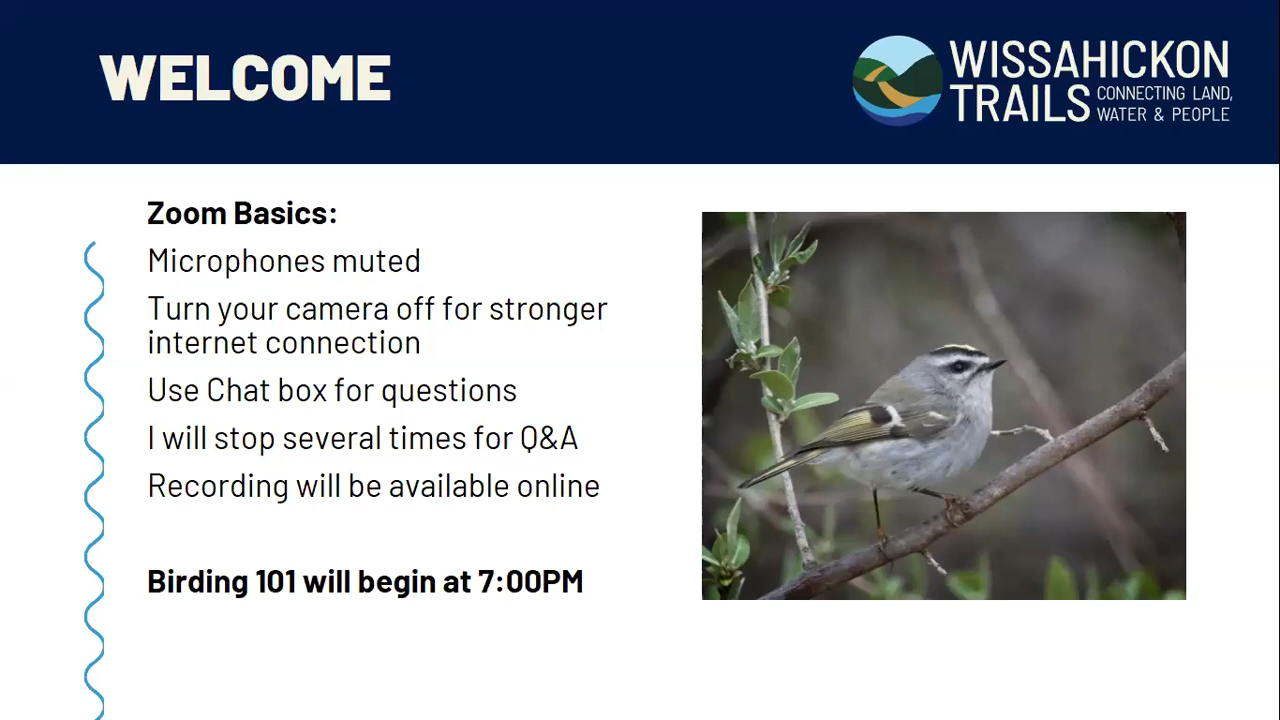 WELCOME
WISSAHICKON
TRAILS CONNECTING LAND,
WATER & PEOPLE
Zoom Basics:
Microphones muted
Turn your camera off for stronger
internet connection
Use Chat box for questions
I will stop several times for Q&A
Recording will be available online
Birding 101 will begin at 7:00PM